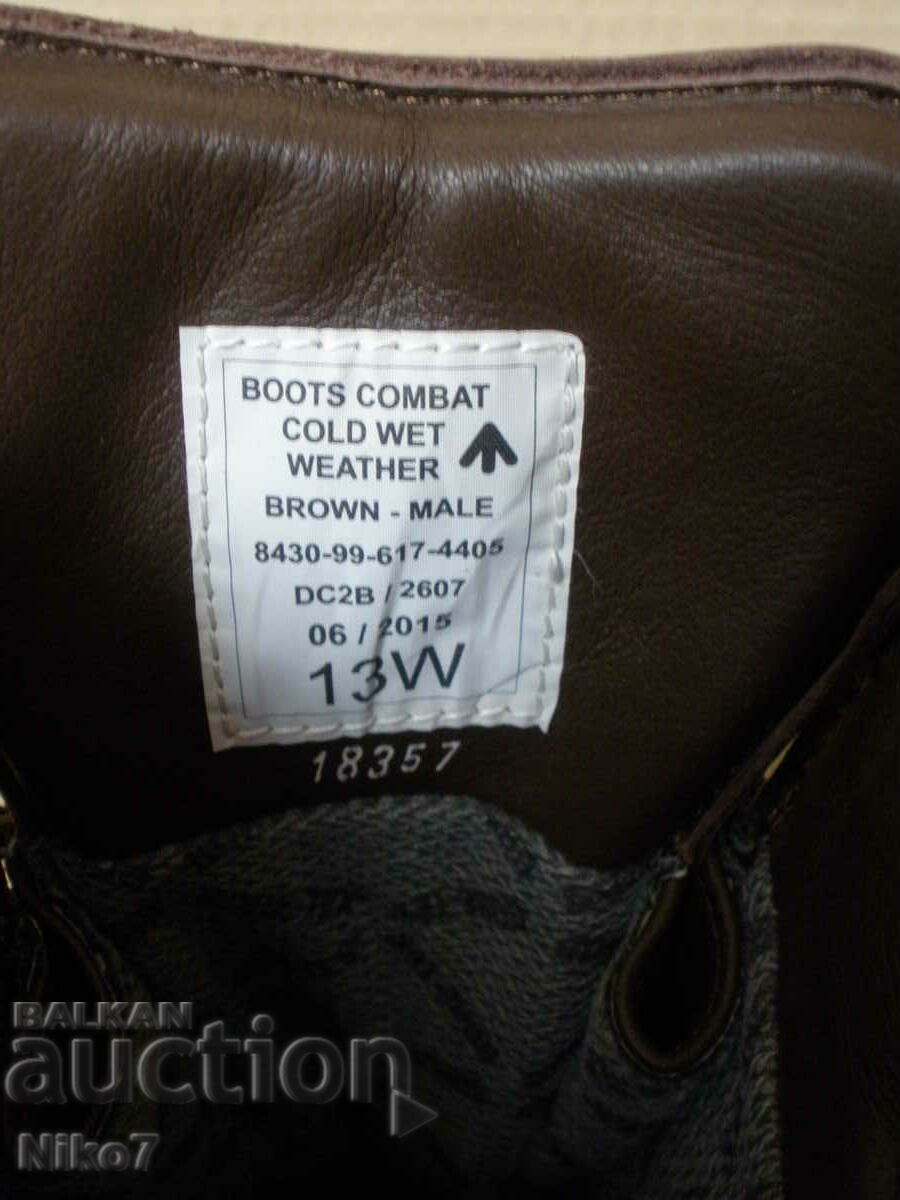 BOOTS COMBAT
COLD WET
WEATHER
BROWN - MALE
8430-99-617-4405
DC2B / 2607
06 / 2015
13W
18357
BALKAN
auction
Niko7